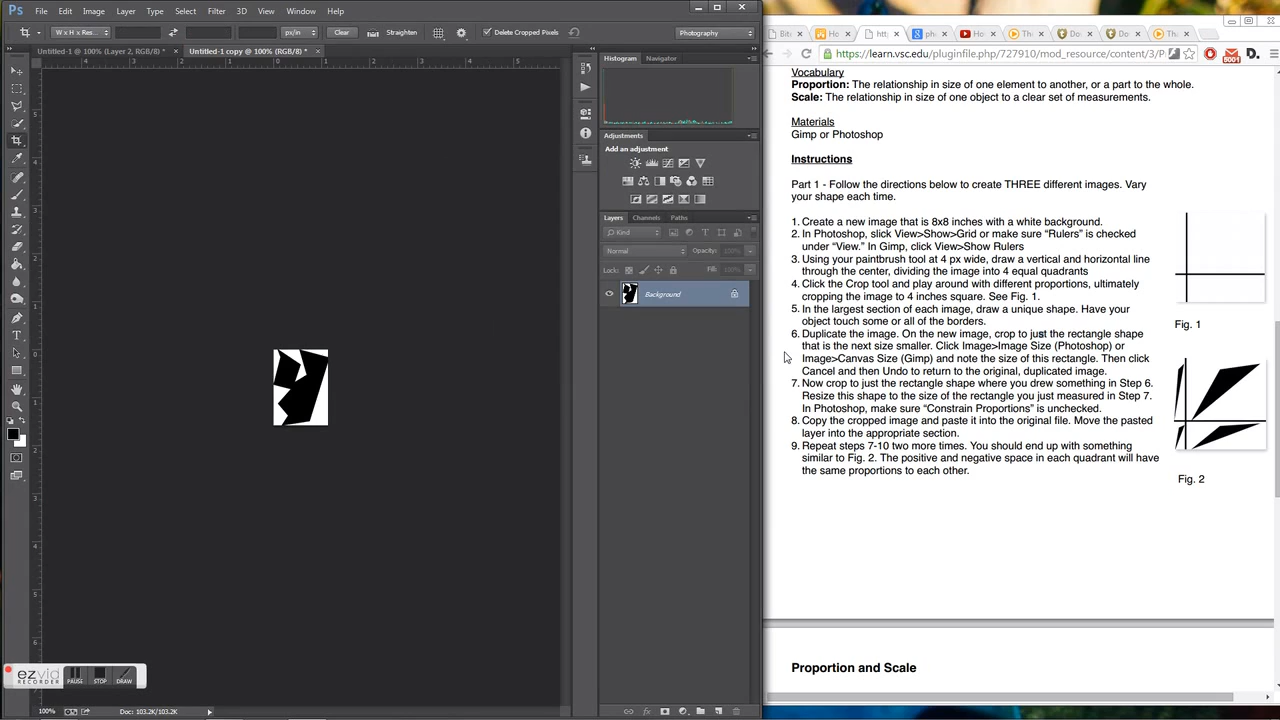 Ps File Edit Image Layer Type Select Filter 3D View Window Help
W x H x Res... px/in Clear Straighten Delete Cropped Pixels Photography
Untitled-1 @ 100% (Layer 2, RGB/8) * × Untitled-1 copy @ 100% (RGB/8) * ×
Histogram Navigator
Adjustments
Add an adjustment
Layers Channels Paths
Kind
Normal Opacity: 100%
Lock: Fill: 100%
Background
ezvid
RECORDER
PAUSE STOP DRAW
100% Doc: 103.2K/103.2K
https://learn.vsc.edu/pluginfile.php/727910/mod_resource/content/3/P
Vocabulary
Proportion: The relationship in size of one element to another, or a part to the whole.
Scale: The relationship in size of one object to a clear set of measurements.
Materials
Gimp or Photoshop
Instructions
Part 1 - Follow the directions below to create THREE different images. Vary
your shape each time.
1. Create a new image that is 8x8 inches with a white background.
2. In Photoshop, slick View>Show>Grid or make sure “Rulers” is checked
under “View.” In Gimp, click View>Show Rulers
3. Using your paintbrush tool at 4 px wide, draw a vertical and horizontal line
through the center, dividing the image into 4 equal quadrants
4. Click the Crop tool and play around with different proportions, ultimately
cropping the image to 4 inches square. See Fig. 1.
5. In the largest section of each image, draw a unique shape. Have your
object touch some or all of the borders.
6. Duplicate the image. On the new image, crop to just the rectangle shape
that is the next size smaller. Click Image>Image Size (Photoshop) or
Image>Canvas Size (Gimp) and note the size of this rectangle. Then click
Cancel and then Undo to return to the original, duplicated image.
7. Now crop to just the rectangle shape where you drew something in Step 6.
Resize this shape to the size of the rectangle you just measured in Step 7.
In Photoshop, make sure “Constrain Proportions” is unchecked.
8. Copy the cropped image and paste it into the original file. Move the pasted
layer into the appropriate section.
9. Repeat steps 7-10 two more times. You should end up with something
similar to Fig. 2. The positive and negative space in each quadrant will have
the same proportions to each other.
Fig. 1
Fig. 2
Proportion and Scale